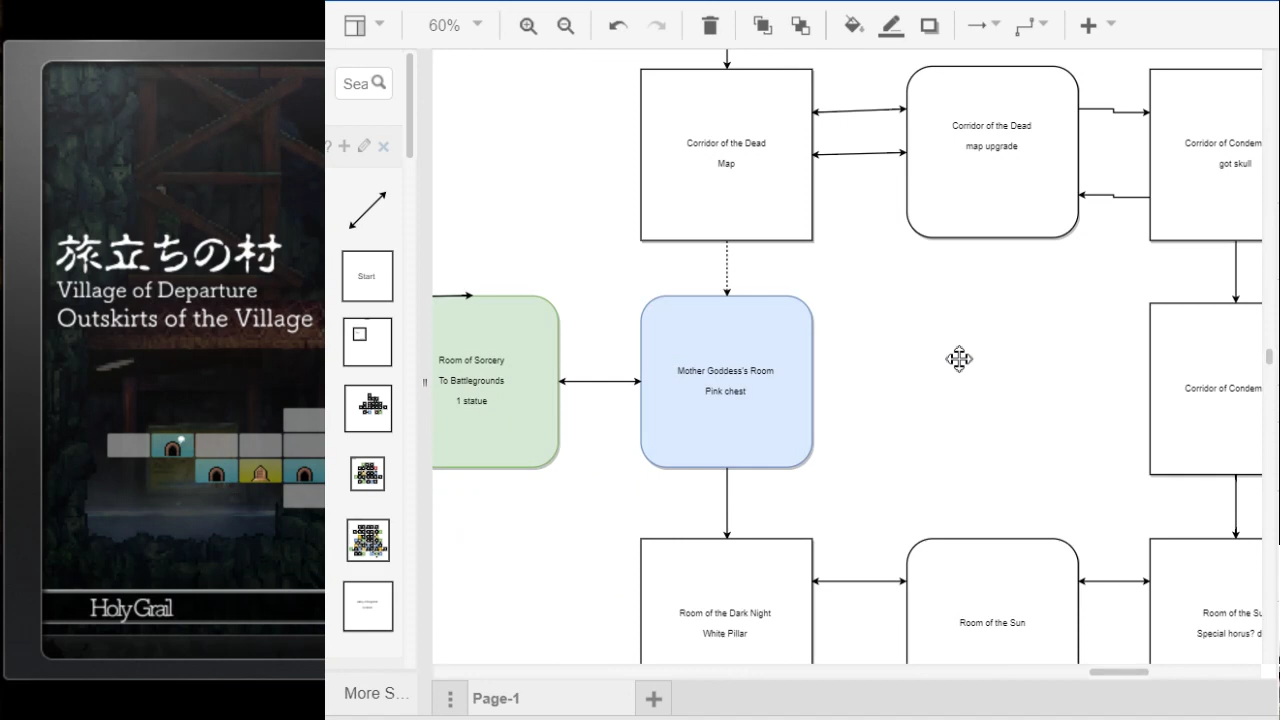 旅立ちの村
Village of Departure
Outskirts of the Village
Holy Grail
60%
Sea
?
Start
More S...
Corridor of the Dead
Map
Corridor of the Dead
map upgrade
Corridor of Condem
got skull
Room of Sorcery
To Battlegrounds
1 statue
Mother Goddess's Room
Pink chest
Corridor of Condem
Room of the Dark Night
White Pillar
Room of the Sun
Room of the Su
Special horus? d
Page-1